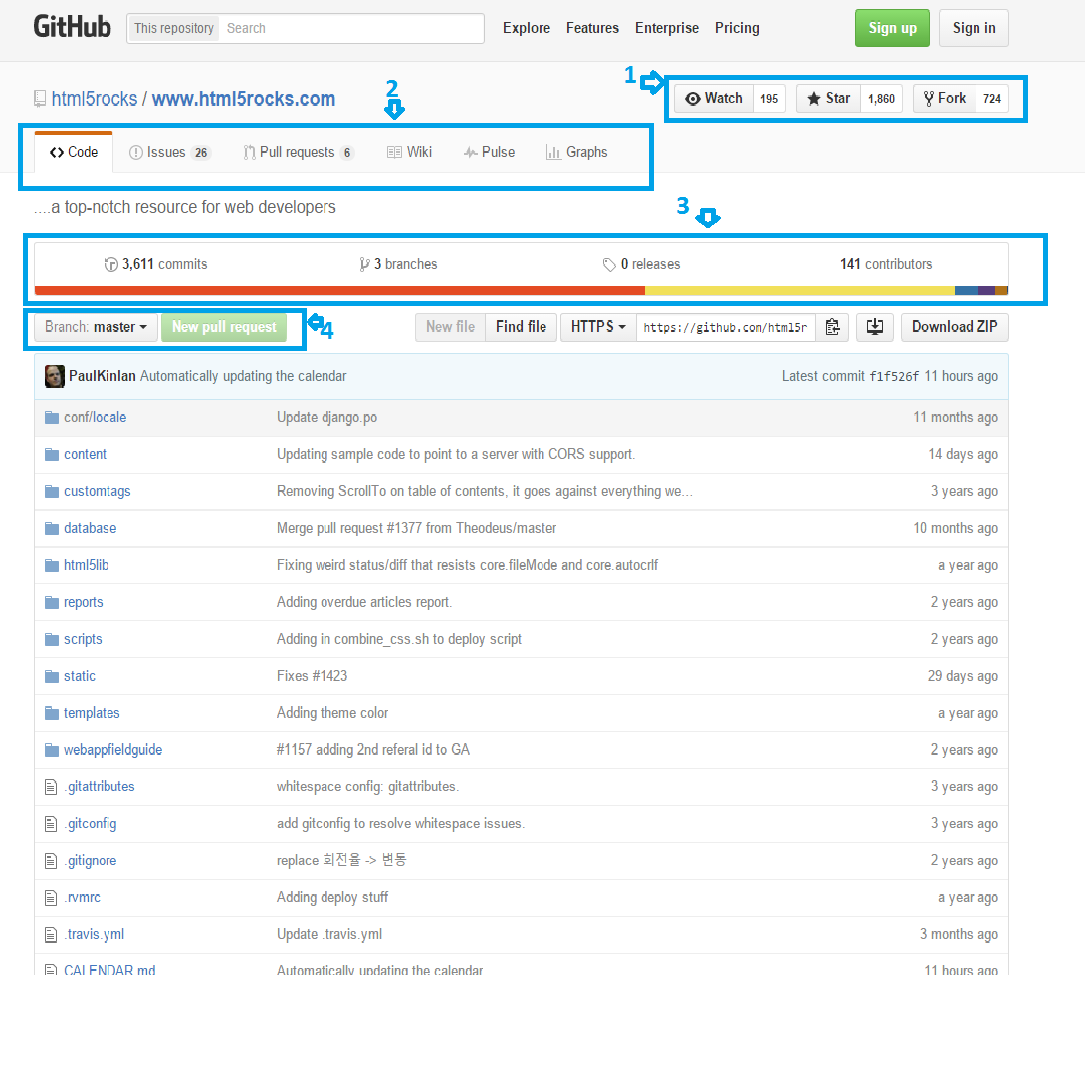 GitHub This repository Search Explore Features Enterprise Pricing Sign up Sign in
1
2
html5rocks / www.html5rocks.com Watch 195 Star 1,860 Fork 724
Code Issues 26 Pull requests 6 Wiki Pulse Graphs
....a top-notch resource for web developers
3
3,611 commits 3 branches 0 releases 141 contributors
Branch: master New pull request 4 New file Find file HTTPS https://github.com/html5r Download ZIP
PaulKinlan Automatically updating the calendar Latest commit f1f526f 11 hours ago
conf/locale Update django.po 11 months ago
content Updating sample code to point to a server with CORS support. 14 days ago
customtags Removing ScrollTo on table of contents, it goes against everything we... 3 years ago
database Merge pull request #1377 from Theodeus/master 10 months ago
html5lib Fixing weird status/diff that resists core.fileMode and core.autocrlf a year ago
reports Adding overdue articles report. 2 years ago
scripts Adding in combine_css.sh to deploy script 2 years ago
static Fixes #1423 29 days ago
templates Adding theme color a year ago
webappfieldguide #1157 adding 2nd referal id to GA 2 years ago
.gitattributes whitespace config: gitattributes. 3 years ago
.gitconfig add gitconfig to resolve whitespace issues. 3 years ago
.gitignore replace 회전율 -> 변동 2 years ago
.rvmrc Adding deploy stuff a year ago
.travis.yml Update .travis.yml 3 months ago
CALENDAR.md Automatically updating the calendar 11 hours ago